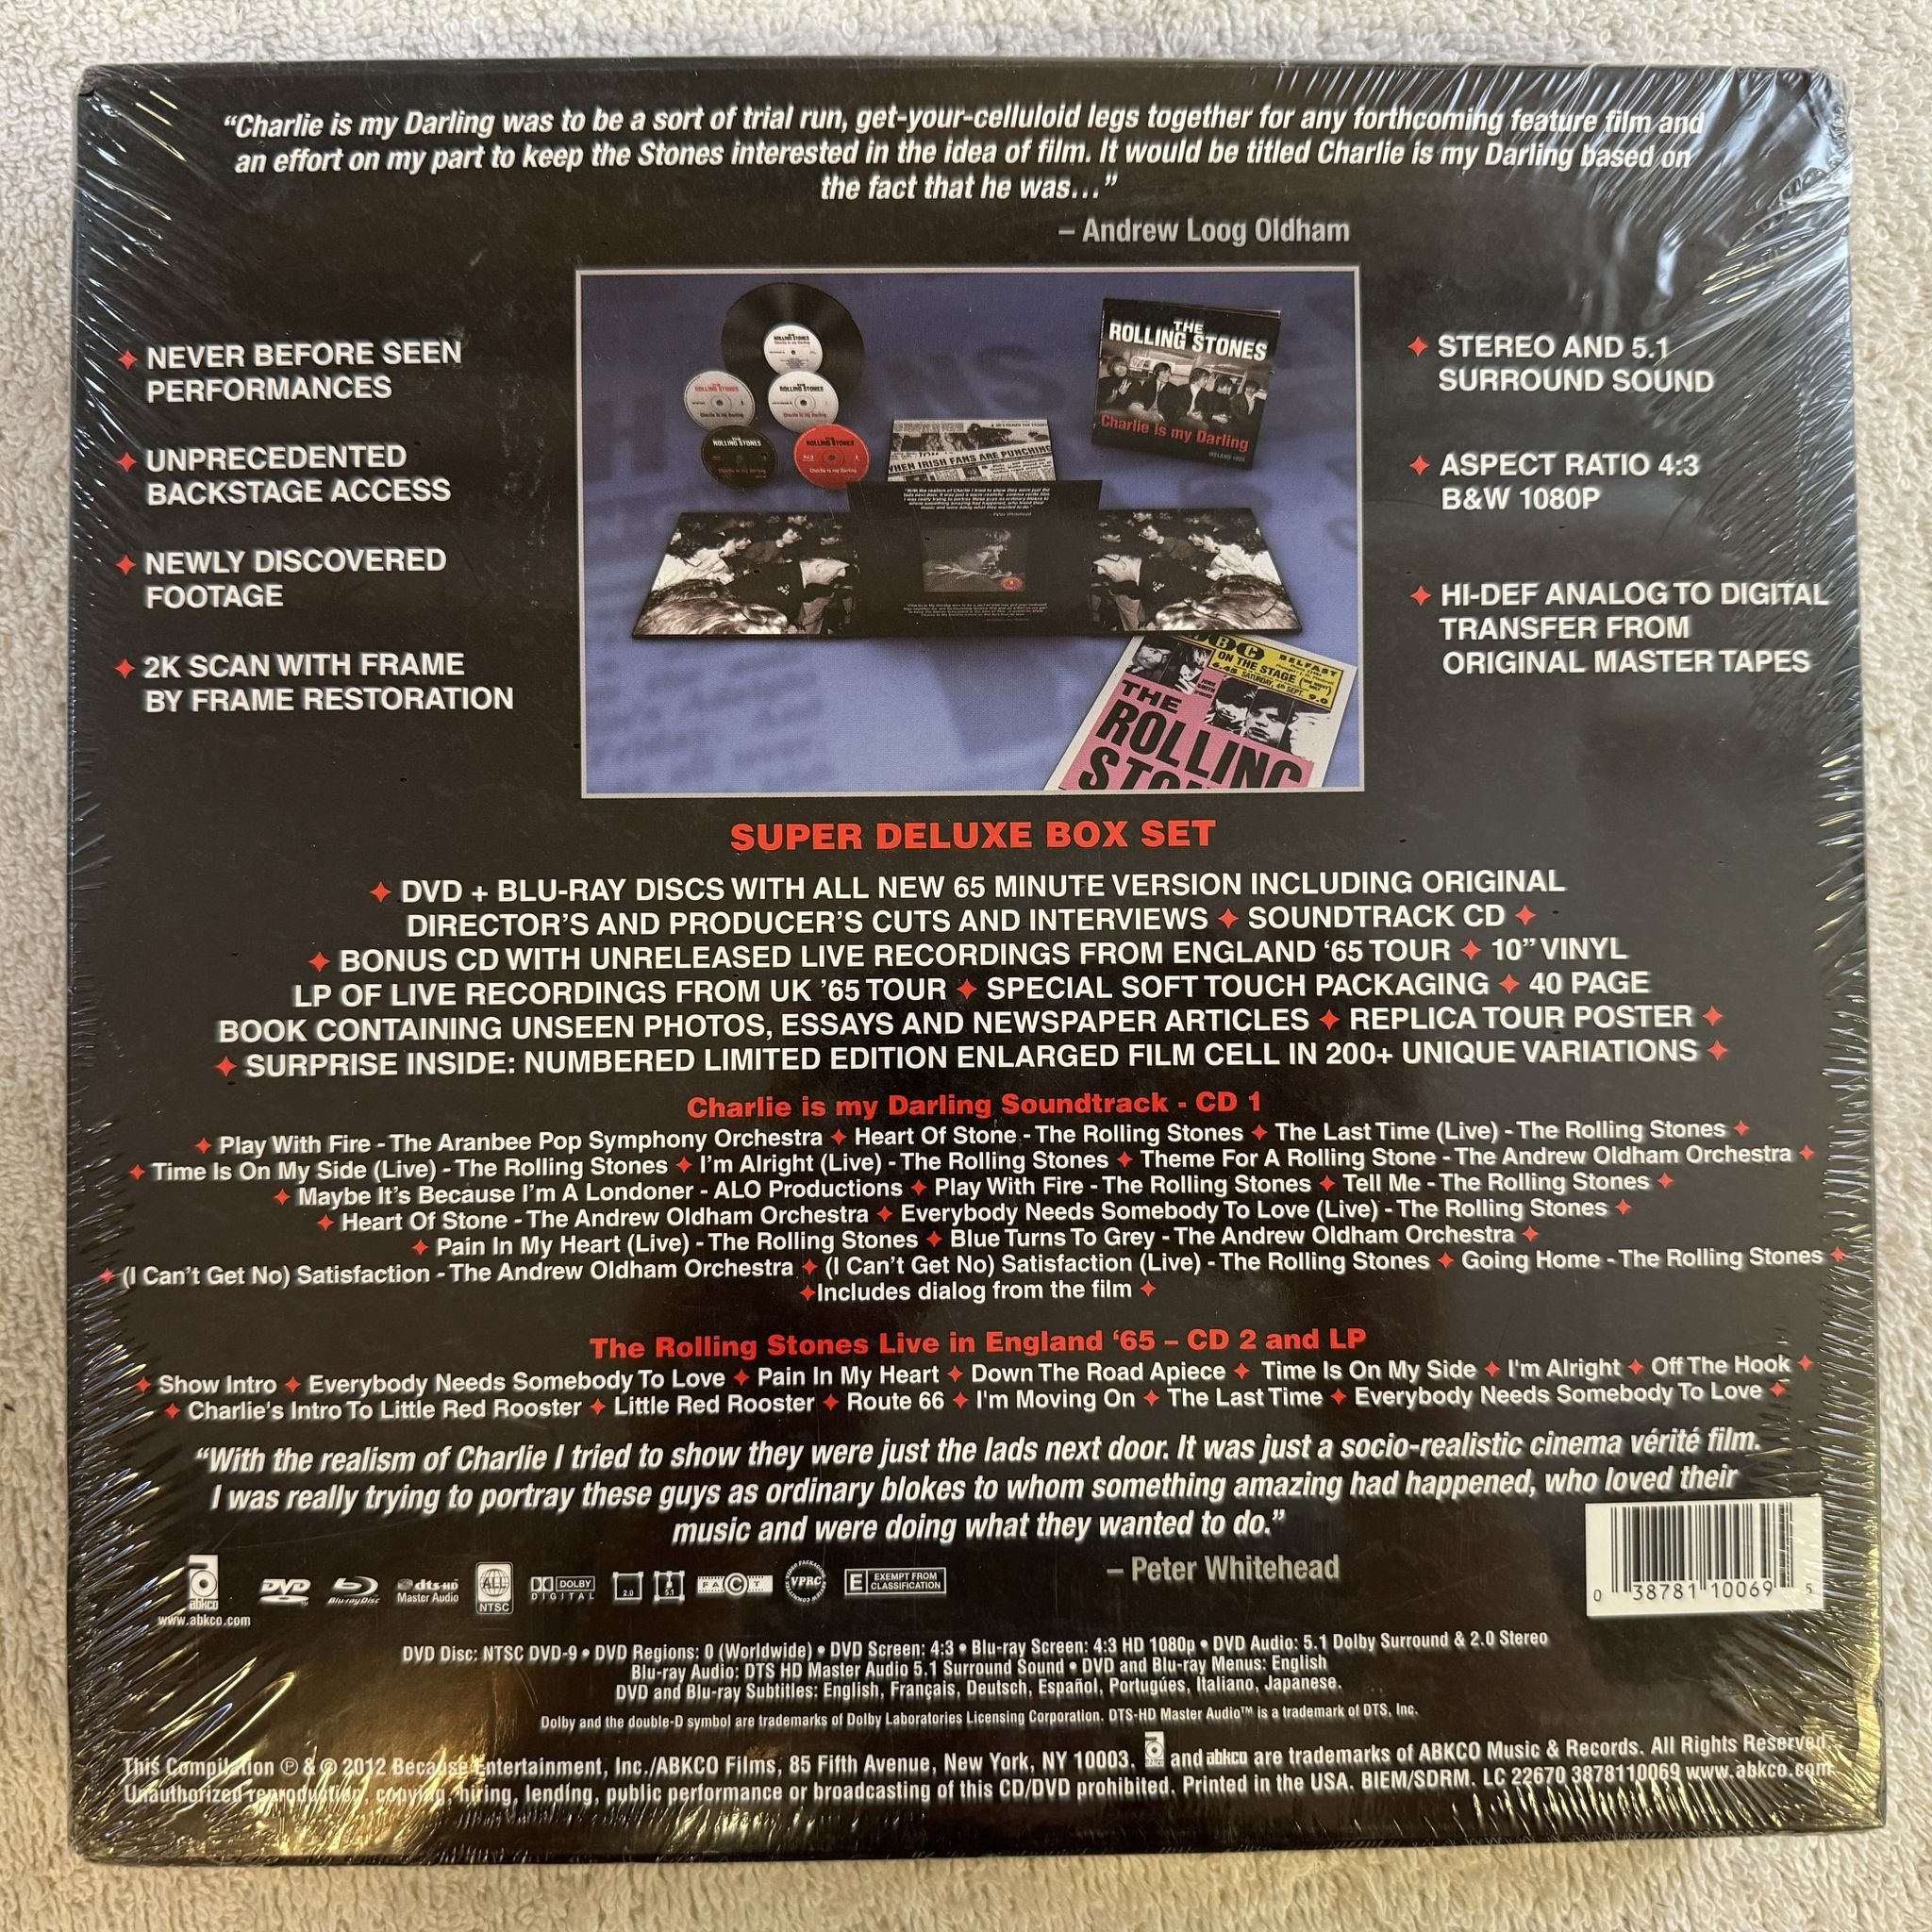 “Charlie is my Darling was to be a sort of trial run, get-your-celluloid legs together for any forthcoming feature film and
an effort on my part to keep the Stones interested in the idea of film. It would be titled Charlie is my Darling based on
the fact that he was...”
– Andrew Loog Oldham
✦ NEVER BEFORE SEEN
PERFORMANCES
✦ UNPRECEDENTED
BACKSTAGE ACCESS
✦ NEWLY DISCOVERED
FOOTAGE
✦ 2K SCAN WITH FRAME
BY FRAME RESTORATION
THE
ROLLING STONES
Charlie is my Darling
IRELAND 1965
WHEN IRISH FANS ARE PUNCHING
ABC
BELFAST
ON THE STAGE
6.45 SATURDAY, 4th SEPT. 9.0
THE
ROLLING
✦ STEREO AND 5.1
SURROUND SOUND
✦ ASPECT RATIO 4:3
B&W 1080P
✦ HI-DEF ANALOG TO DIGITAL
TRANSFER FROM
ORIGINAL MASTER TAPES
SUPER DELUXE BOX SET
✦ DVD + BLU-RAY DISCS WITH ALL NEW 65 MINUTE VERSION INCLUDING ORIGINAL
DIRECTOR’S AND PRODUCER’S CUTS AND INTERVIEWS ✦ SOUNDTRACK CD ✦
✦ BONUS CD WITH UNRELEASED LIVE RECORDINGS FROM ENGLAND ‘65 TOUR ✦ 10” VINYL
LP OF LIVE RECORDINGS FROM UK ’65 TOUR ✦ SPECIAL SOFT TOUCH PACKAGING ✦ 40 PAGE
BOOK CONTAINING UNSEEN PHOTOS, ESSAYS AND NEWSPAPER ARTICLES ✦ REPLICA TOUR POSTER ✦
✦ SURPRISE INSIDE: NUMBERED LIMITED EDITION ENLARGED FILM CELL IN 200+ UNIQUE VARIATIONS ✦
Charlie is my Darling Soundtrack - CD 1
✦ Play With Fire - The Aranbee Pop Symphony Orchestra ✦ Heart Of Stone - The Rolling Stones ✦ The Last Time (Live) - The Rolling Stones ✦
✦ Time Is On My Side (Live) - The Rolling Stones ✦ I’m Alright (Live) - The Rolling Stones ✦ Theme For A Rolling Stone - The Andrew Oldham Orchestra ✦
✦ Maybe It’s Because I’m A Londoner - ALO Productions ✦ Play With Fire - The Rolling Stones ✦ Tell Me - The Rolling Stones ✦
✦ Heart Of Stone - The Andrew Oldham Orchestra ✦ Everybody Needs Somebody To Love (Live) - The Rolling Stones ✦
✦ Pain In My Heart (Live) - The Rolling Stones ✦ Blue Turns To Grey - The Andrew Oldham Orchestra ✦
✦ (I Can’t Get No) Satisfaction - The Andrew Oldham Orchestra ✦ (I Can’t Get No) Satisfaction (Live) - The Rolling Stones ✦ Going Home - The Rolling Stones ✦
✦Includes dialog from the film ✦
The Rolling Stones Live in England ‘65 – CD 2 and LP
✦ Show Intro ✦ Everybody Needs Somebody To Love ✦ Pain In My Heart ✦ Down The Road Apiece ✦ Time Is On My Side ✦ I'm Alright ✦ Off The Hook ✦
✦ Charlie's Intro To Little Red Rooster ✦ Little Red Rooster ✦ Route 66 ✦ I'm Moving On ✦ The Last Time ✦ Everybody Needs Somebody To Love ✦
“With the realism of Charlie I tried to show they were just the lads next door. It was just a socio-realistic cinema vérité film.
I was really trying to portray these guys as ordinary blokes to whom something amazing had happened, who loved their
music and were doing what they wanted to do.”
– Peter Whitehead
abkco
www.abkco.com
DVD
Blu-ray Disc
dts-HD
Master Audio
ALL
NTSC
DOLBY
DIGITAL
2.0
5.1
FACT
VPRC
E EXEMPT FROM
CLASSIFICATION
0 38781 10069 5
DVD Disc: NTSC DVD-9 • DVD Regions: 0 (Worldwide) • DVD Screen: 4:3 • Blu-ray Screen: 4:3 HD 1080p • DVD Audio: 5.1 Dolby Surround & 2.0 Stereo
Blu-ray Audio: DTS HD Master Audio 5.1 Surround Sound • DVD and Blu-ray Menus: English
DVD and Blu-ray Subtitles: English, Français, Deutsch, Español, Portugúes, Italiano, Japanese.
Dolby and the double-D symbol are trademarks of Dolby Laboratories Licensing Corporation. DTS-HD Master Audio™ is a trademark of DTS, Inc.
This Compilation ℗ & © 2012 Because Entertainment, Inc./ABKCO Films, 85 Fifth Avenue, New York, NY 10003. and abkco are trademarks of ABKCO Music & Records. All Rights Reserved.
Unauthorized reproduction, copying, hiring, lending, public performance or broadcasting of this CD/DVD prohibited. Printed in the USA. BIEM/SDRM. LC 22670 3878110069 www.abkco.com